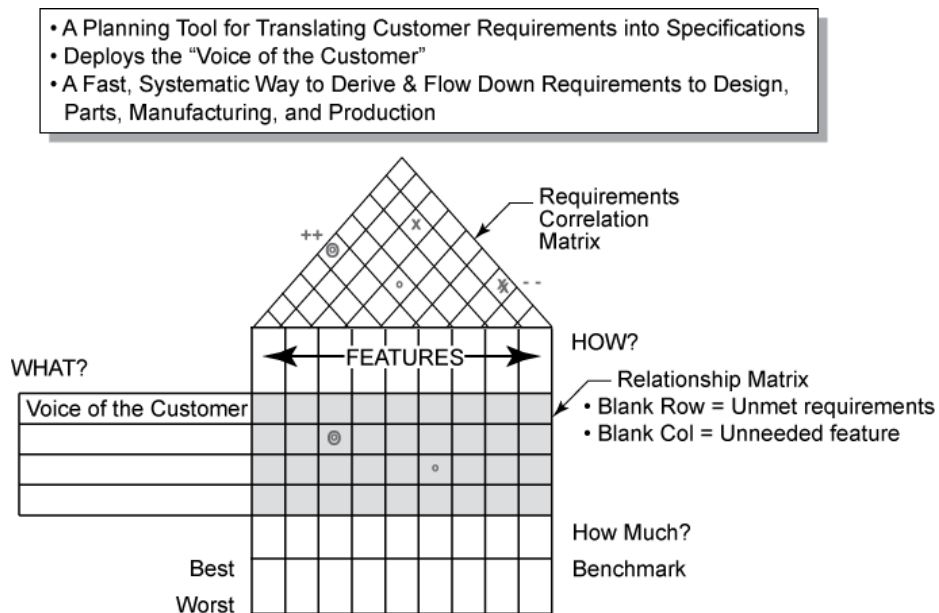 • A Planning Tool for Translating Customer Requirements into Specifications
• Deploys the “Voice of the Customer”
• A Fast, Systematic Way to Derive & Flow Down Requirements to Design,
Parts, Manufacturing, and Production
Requirements
Correlation
Matrix
++
x
x
x
- -
HOW?
FEATURES
WHAT?
Relationship Matrix
Voice of the Customer
• Blank Row = Unmet requirements
• Blank Col = Unneeded feature
How Much?
Best
Benchmark
Worst